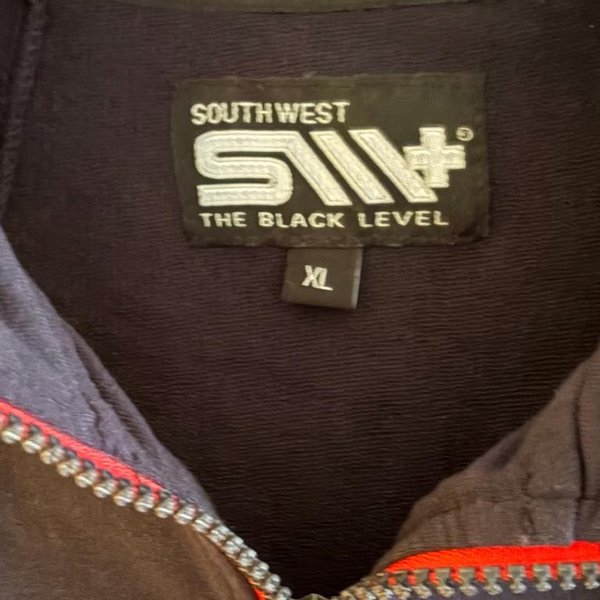 SOUTHWEST
SW+
THE BLACK LEVEL
XL